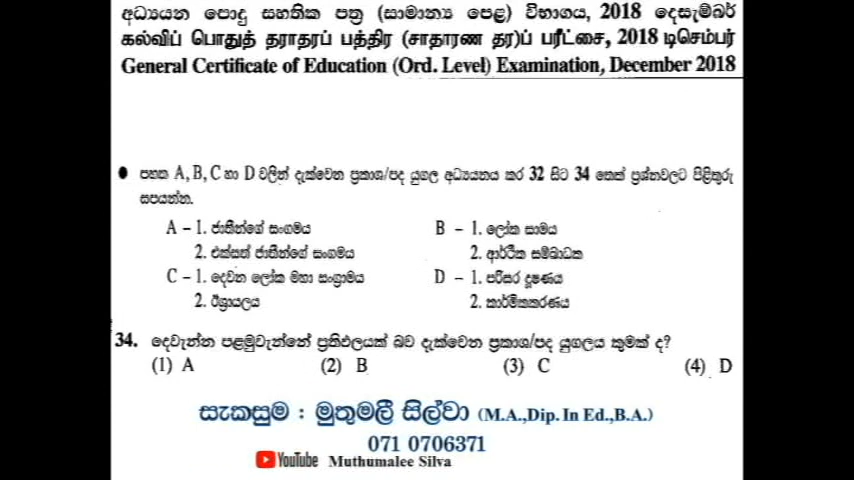 අධ්‍යයන පොදු සහතික පත්‍ර (සාමාන්‍ය පෙළ) විභාගය, 2018 දෙසැම්බර්
கல்விப் பொதுத் தராதரப் பத்திர (சாதாரண தர)ப் பரீட்சை, 2018 டிசெம்பர்
General Certificate of Education (Ord. Level) Examination, December 2018
● පහත A, B, C හා D වලින් දැක්වෙන ප්‍රකාශ/පද යුගල අධ්‍යයනය කර 32 සිට 34 තෙක් ප්‍රශ්නවලට පිළිතුරු
සපයන්න.
A – 1. ජාතීන්ගේ සංගමය B – 1. ලෝක සාමය
2. එක්සත් ජාතීන්ගේ සංගමය 2. ආර්ථික සම්බාධක
C – 1. දෙවන ලෝක මහා සංග්‍රාමය D – 1. පරිසර දූෂණය
2. ඊශ්‍රායලය 2. කාර්මිකකරණය
34. දෙවැන්න පළමුවැන්නේ ප්‍රතිඵලයක් බව දැක්වෙන ප්‍රකාශ/පද යුගලය කුමක් ද?
(1) A (2) B (3) C (4) D
සැකසුම : මුතුමලී සිල්වා (M.A.,Dip. In Ed.,B.A.)
071 0706371
YouTube Muthumalee Silva